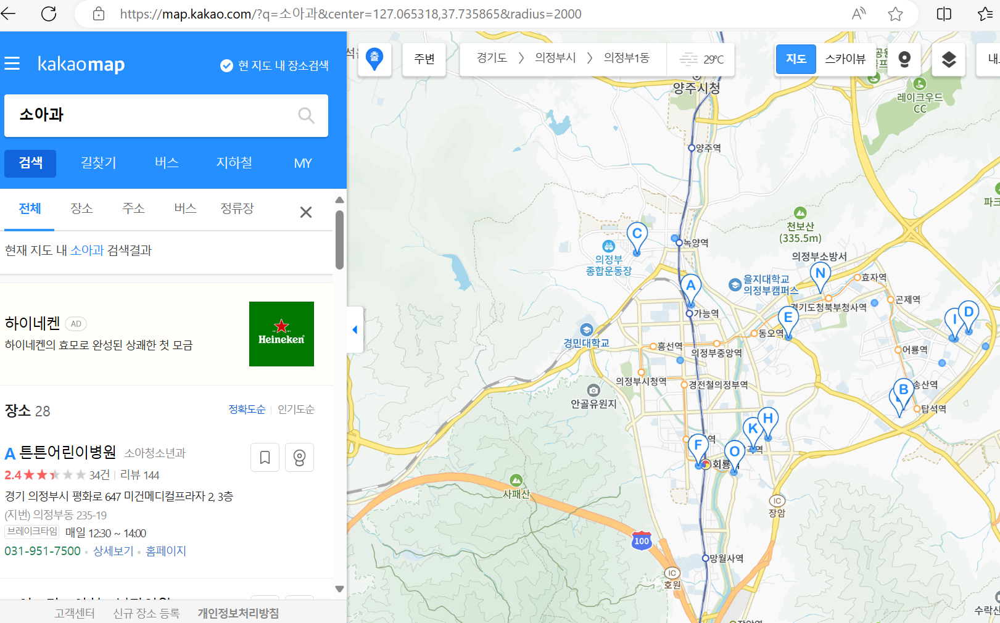 https://map.kakao.com/?q=소아과&center=127.065318,37.735865&radius=2000
kakaomap
현 지도 내 장소검색
소아과
검색
길찾기
버스
지하철
MY
전체
장소
주소
버스
정류장
현재 지도 내 소아과 검색결과
하이네켄 AD
하이네켄의 효모로 완성된 상쾌한 첫 모금
Heineken
장소 28
정확도순
인기도순
A 튼튼어린이병원 소아청소년과
2.4 34건 리뷰 144
경기 의정부시 평화로 647 미건메디컬프라자 2, 3층
(지번) 의정부동 235-19
브레이크타임 매일 12:30 ~ 14:00
031-951-7500 • 상세보기 • 홈페이지
고객센터
신규 장소 등록
개인정보처리방침
출
주변
경기도
의정부시
의정부1동
29℃
지도
스카이뷰
양주시청
레이크우드
CC
양주역
천보산
(335.5m)
C
녹양역
의정부
종합운동장
의정부소방서
N
효자역
A
을지대학교
의정부캠퍼스
곤제역
경기도청북부청사역
가능역
E
I
D
동오역
경민대학교
흥선역
의정부중앙역
어룡역
의정부시청역
경전철의정부역
안골유원지
B
송산역
탑석역
H
K
F
O
회룡
사패산
IC
장암
100
망월사역
IC
호원